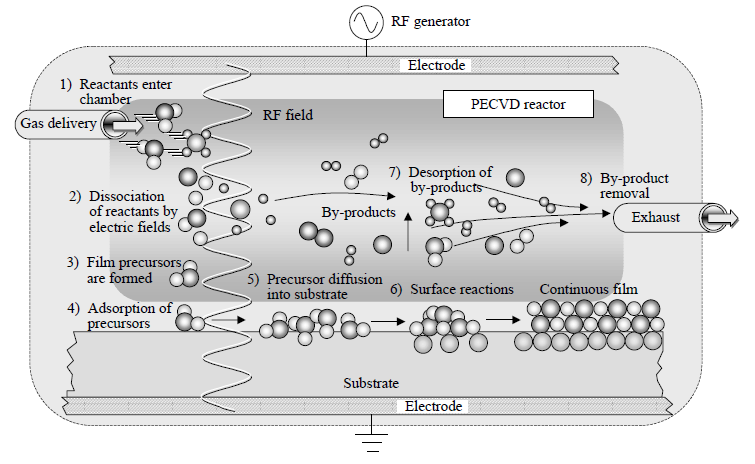 RF generator
Electrode
1) Reactants enter
chamber
PECVD reactor
RF field
Gas delivery
7) Desorption of
by-products
8) By-product
removal
2) Dissociation
of reactants by
electric fields
By-products
Exhaust
3) Film precursors
are formed
5) Precursor diffusion
into substrate
6) Surface reactions
Continuous film
4) Adsorption of
precursors
Substrate
Electrode